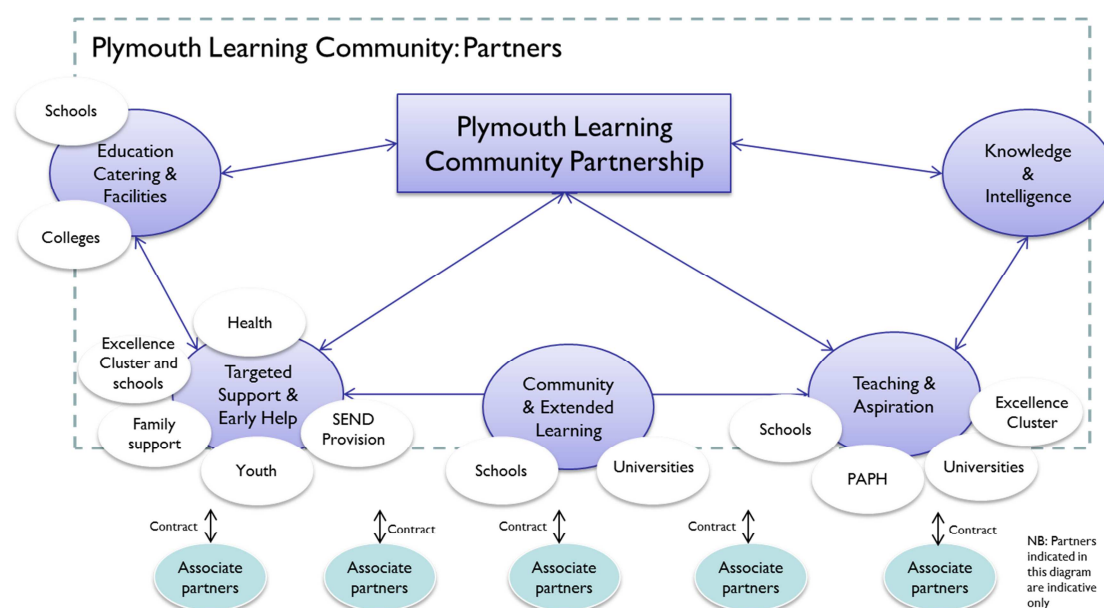 Plymouth Learning Community: Partners
Schools
Education
Catering &
Facilities
Colleges
Plymouth Learning
Community Partnership
Knowledge
&
Intelligence
Health
Excellence
Cluster and
schools
Targeted
Support &
Early Help
Family
support
SEND
Provision
Youth
Community
& Extended
Learning
Schools
Universities
Teaching &
Aspiration
Schools
Excellence
Cluster
PAPH
Universities
Contract
Contract
Contract
Contract
Contract
Associate
partners
Associate
partners
Associate
partners
Associate
partners
Associate
partners
NB: Partners
indicated in
this diagram
are indicative
only